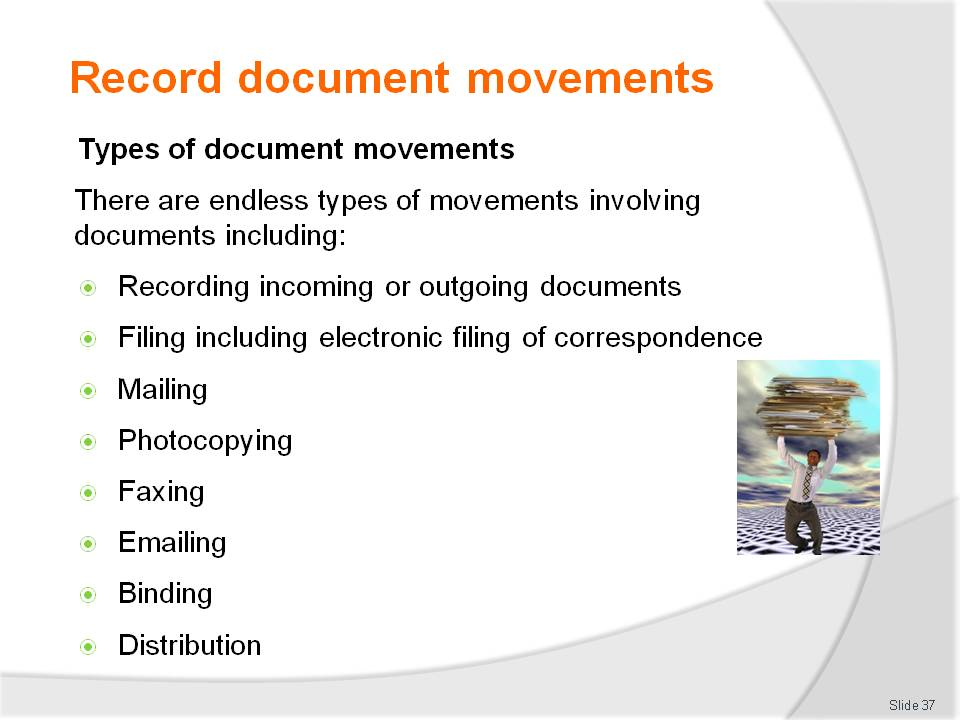 Record document movements
Types of document movements
There are endless types of movements involving
documents including:
Recording incoming or outgoing documents
Filing including electronic filing of correspondence
Mailing
Photocopying
Faxing
Emailing
Binding
Distribution
Slide 37